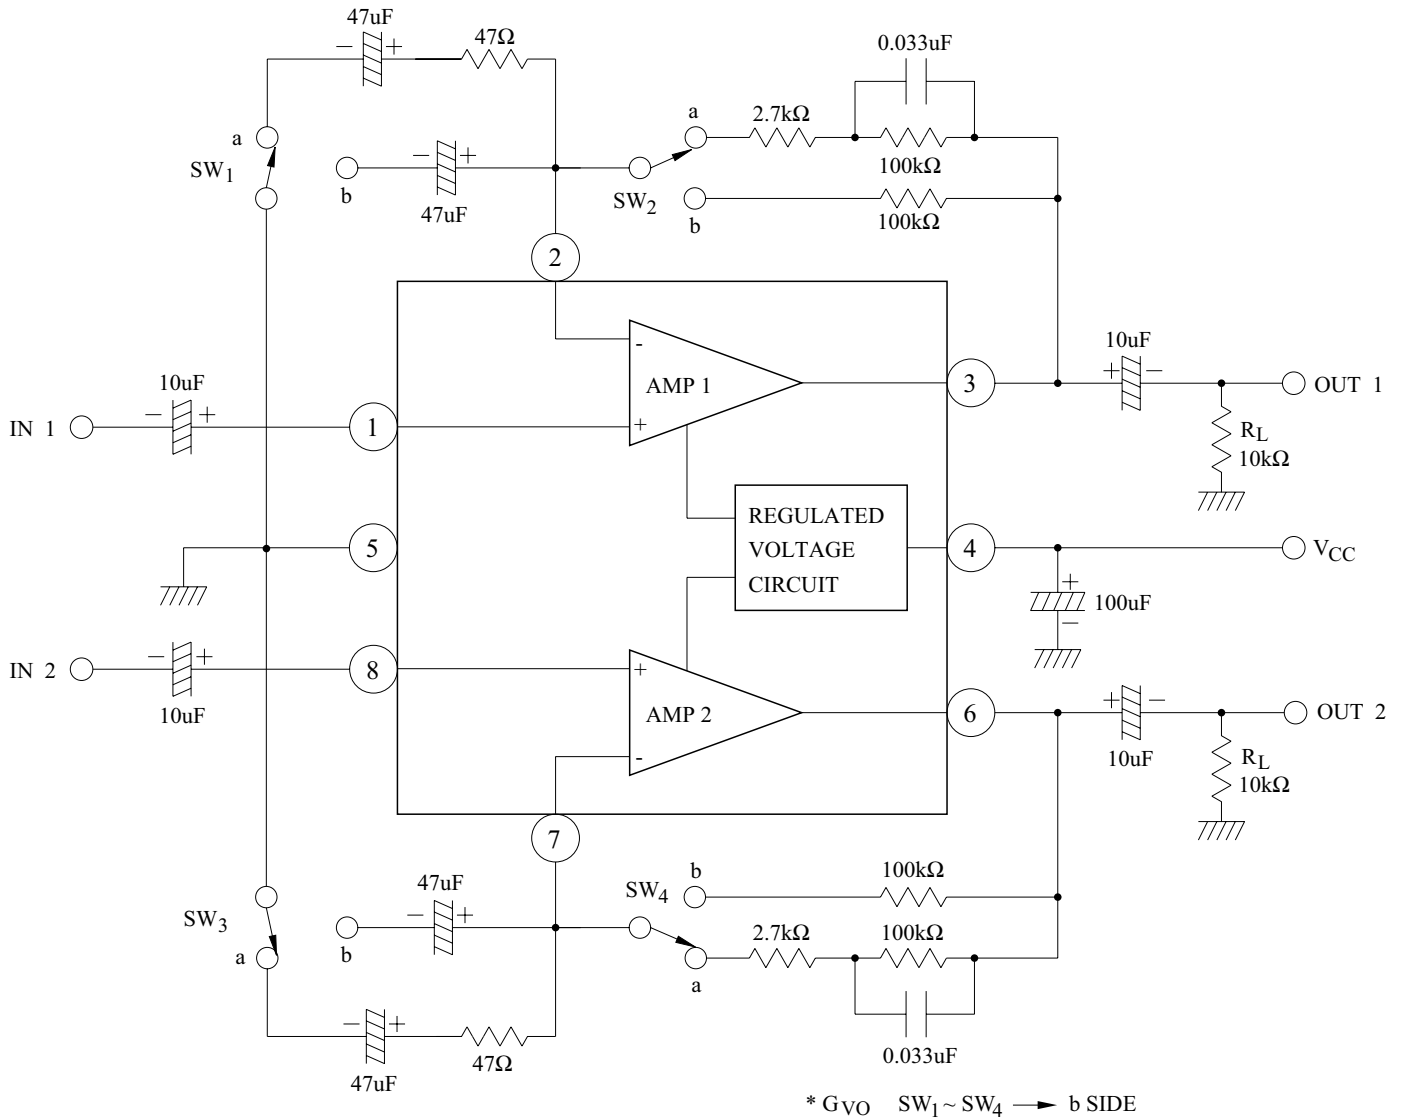 47uF
− +
47Ω
0.033uF
a
2.7kΩ
a
SW1
− +
100kΩ
b
47uF
SW2
b
100kΩ
2
10uF
− +
IN 1
1
-
AMP 1
+
3
10uF
+ −
OUT 1
RL
10kΩ
REGULATED
VOLTAGE
CIRCUIT
5
4
VCC
+
100uF
−
IN 2
− +
10uF
8
+
AMP 2
-
6
+ −
10uF
OUT 2
RL
10kΩ
7
47uF
− +
SW3
a
b
SW4
b
100kΩ
2.7kΩ
100kΩ
a
− +
47uF
47Ω
0.033uF
* GVO SW1 ~ SW4 → b SIDE